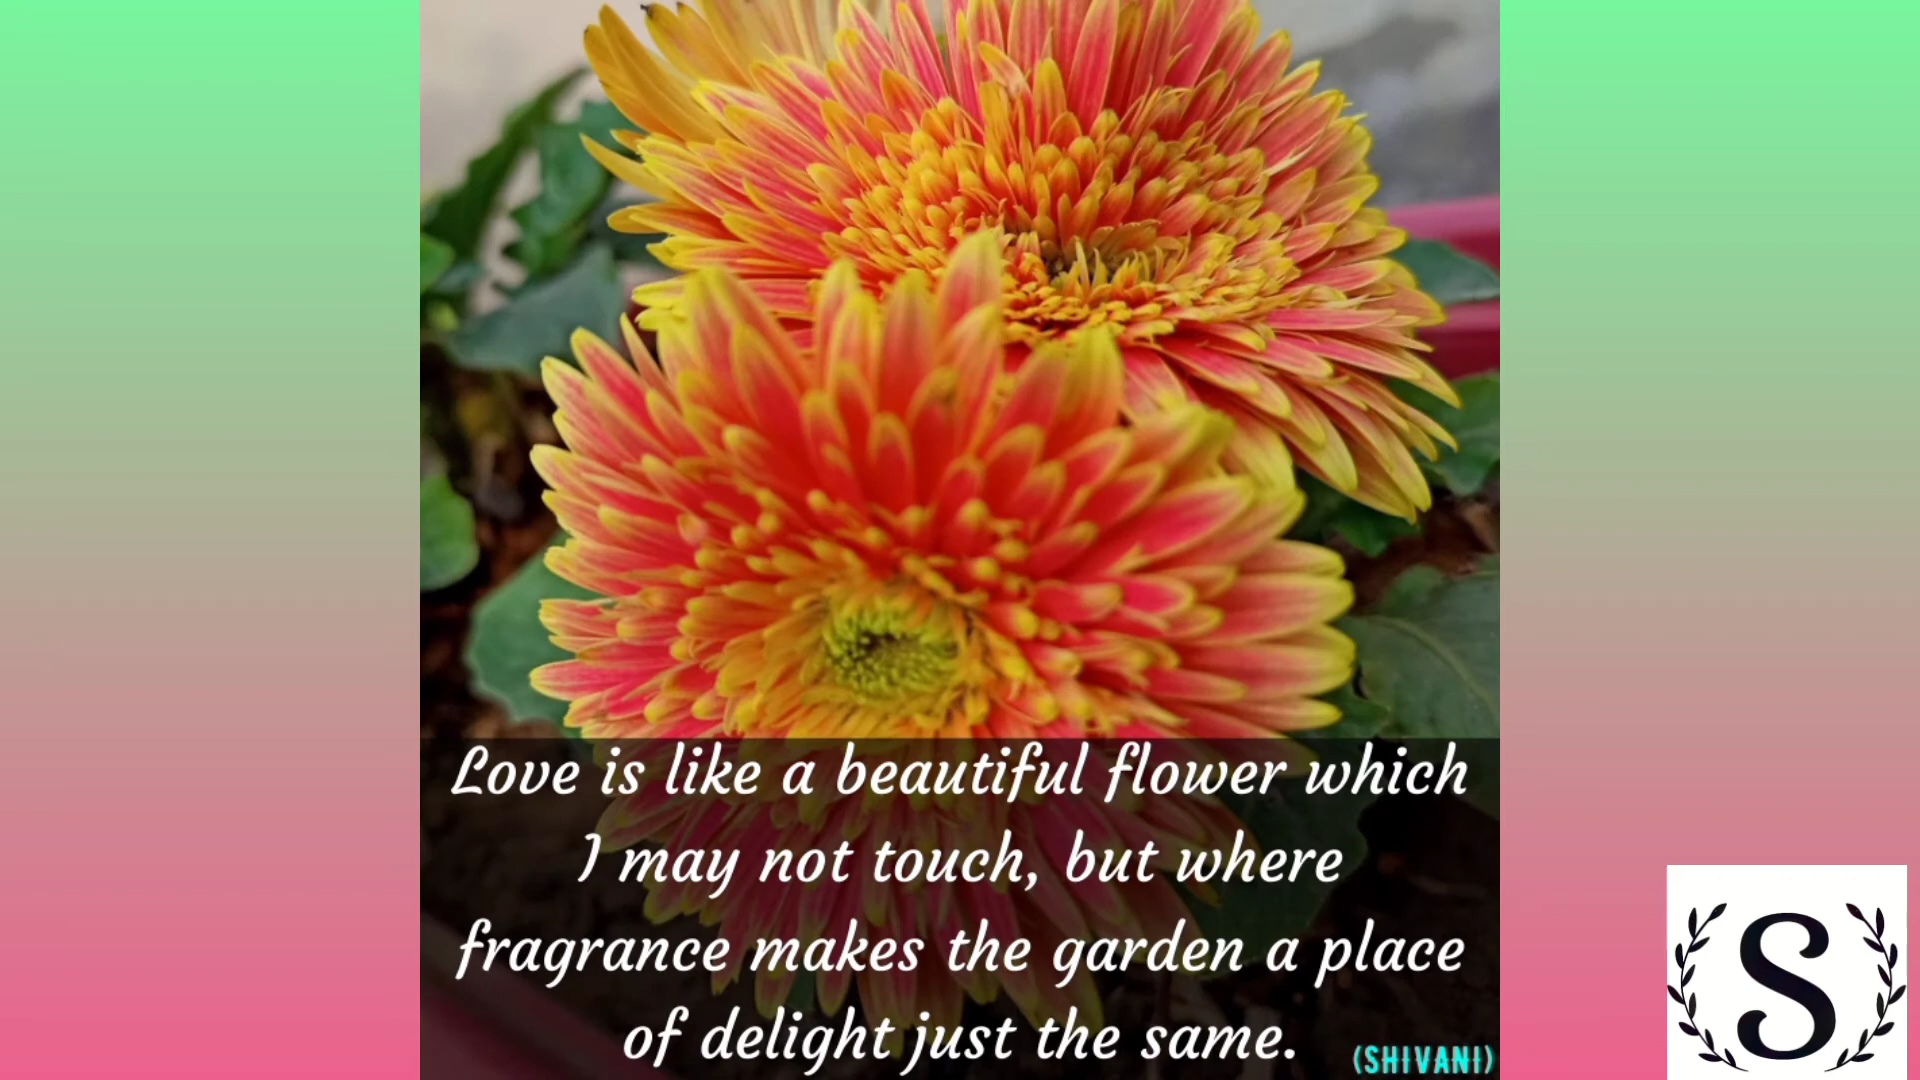 Love is like a beautiful flower which
I may not touch, but where
fragrance makes the garden a place
of delight just the same.
(SHIVANI)
S